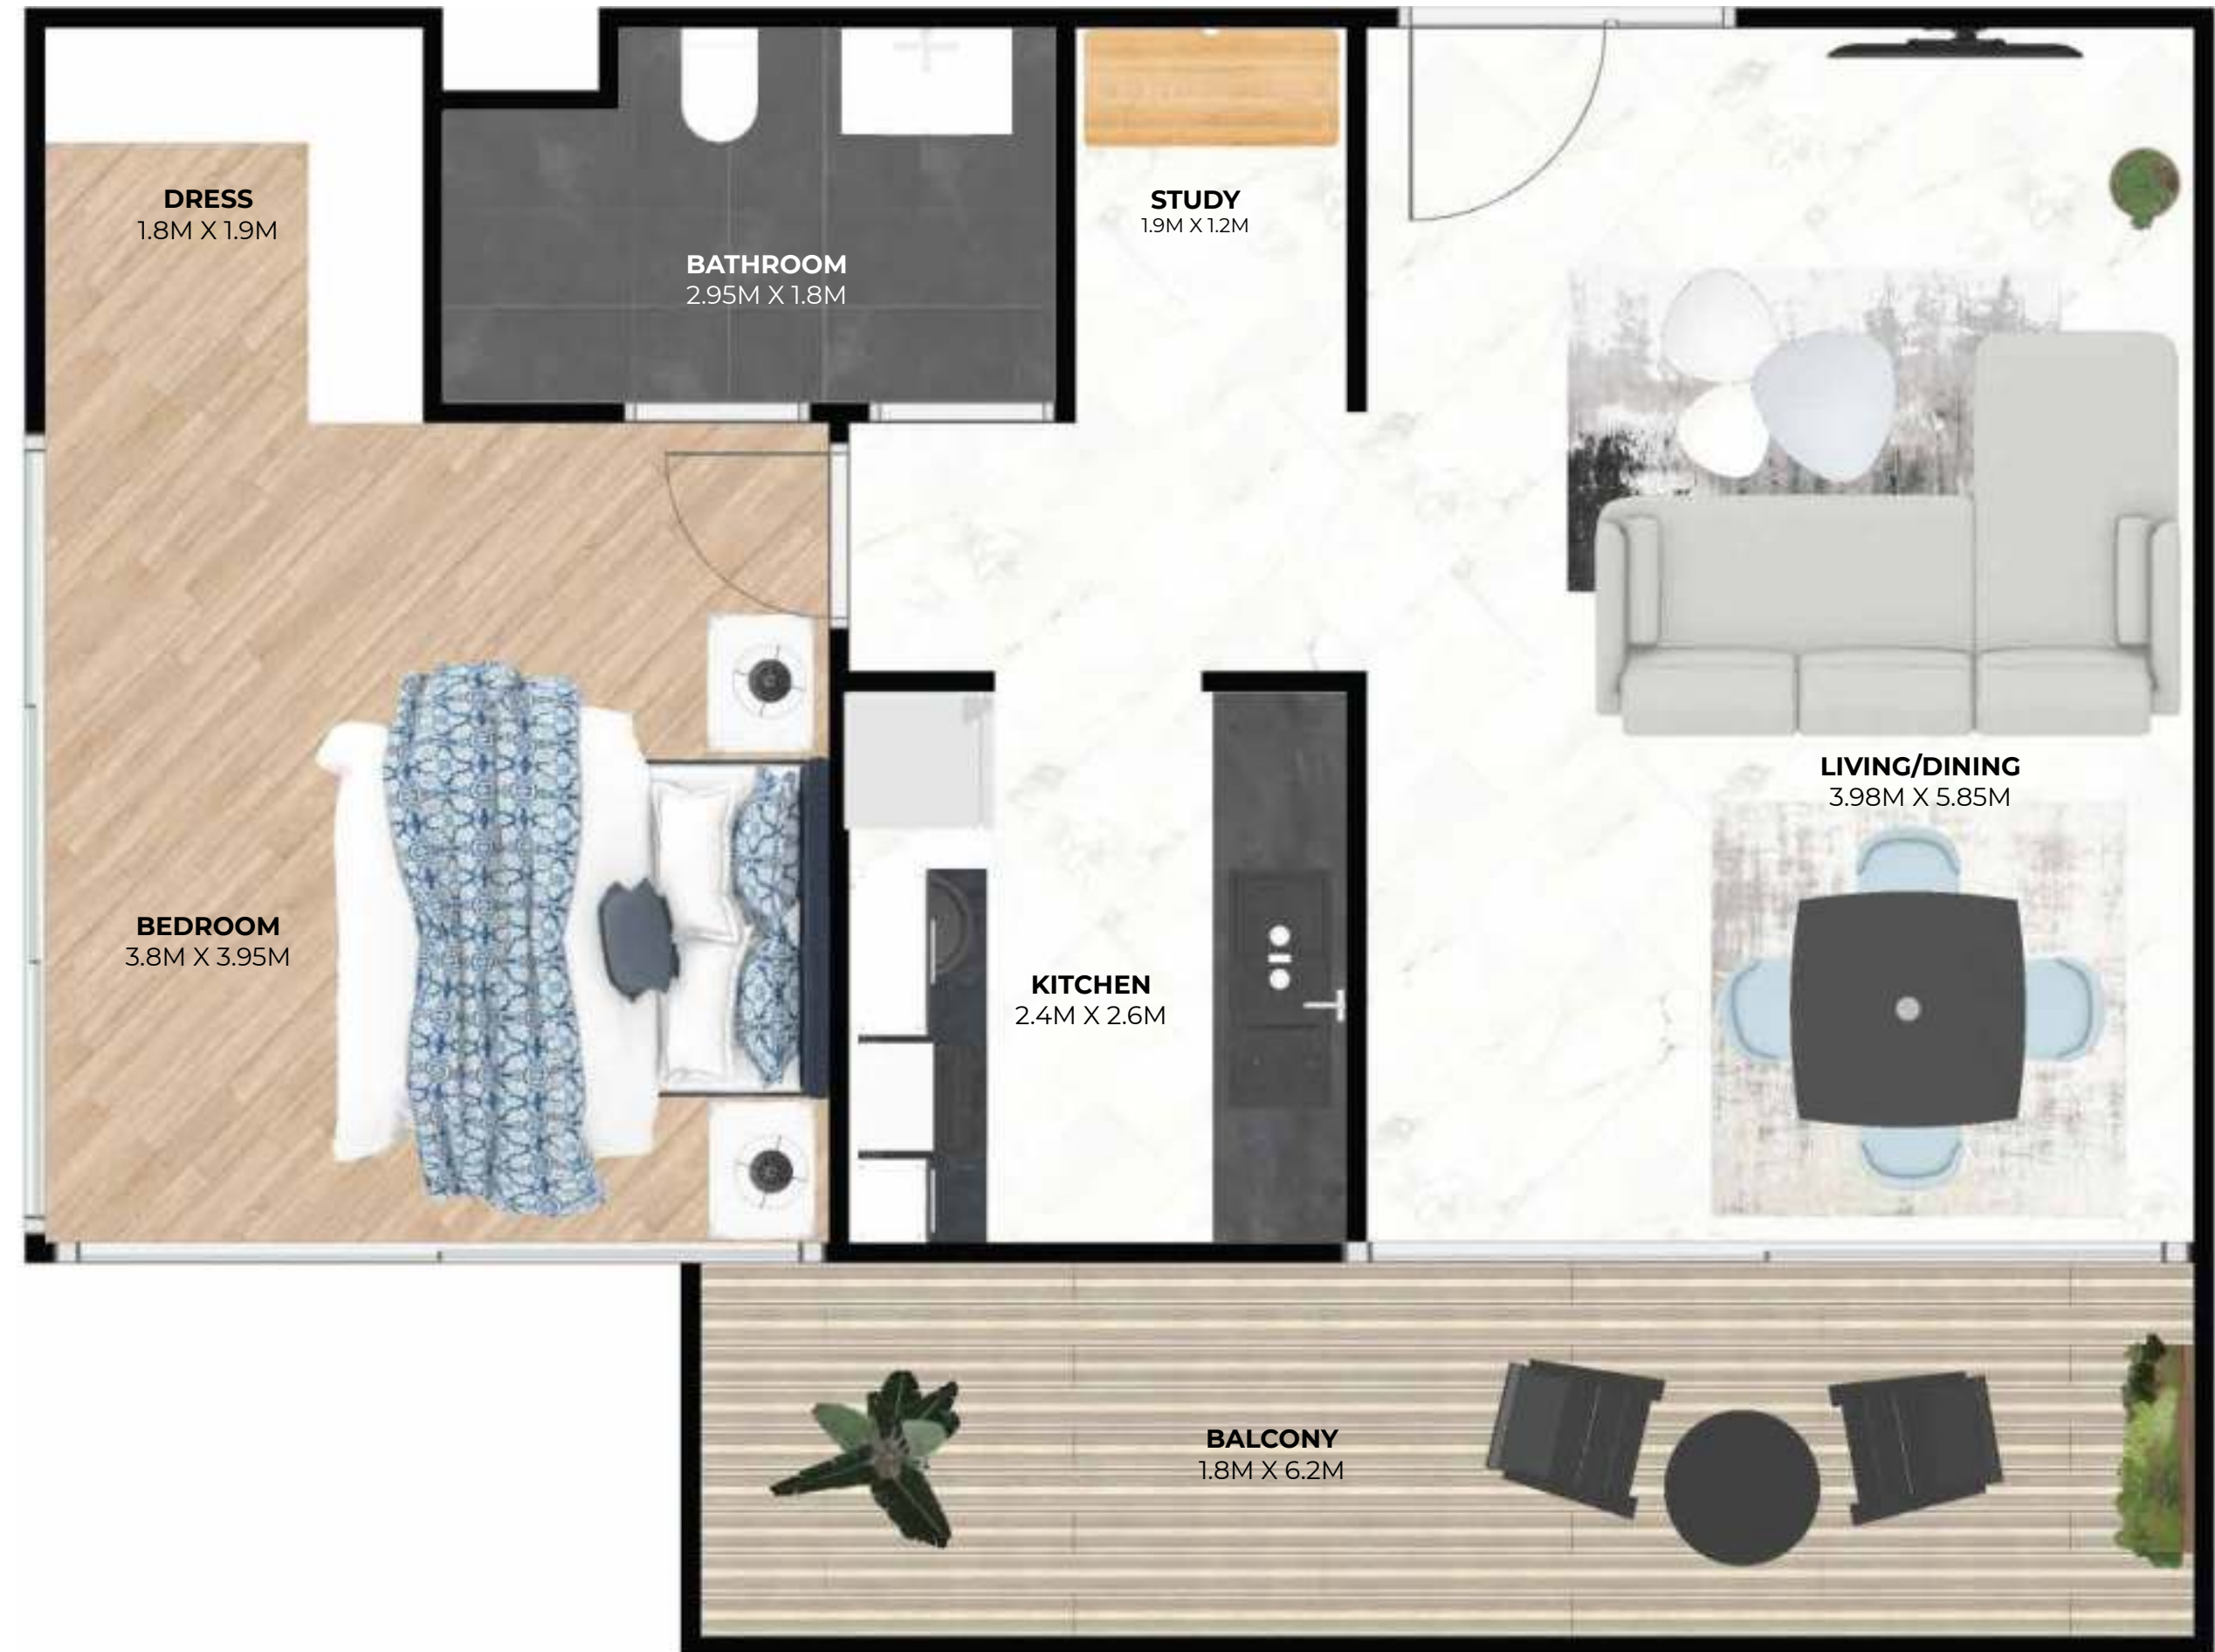 DRESS
1.8M X 1.9M
STUDY
1.9M X 1.2M
BATHROOM
2.95M X 1.8M
LIVING/DINING
3.98M X 5.85M
BEDROOM
3.8M X 3.95M
KITCHEN
2.4M X 2.6M
BALCONY
1.8M X 6.2M